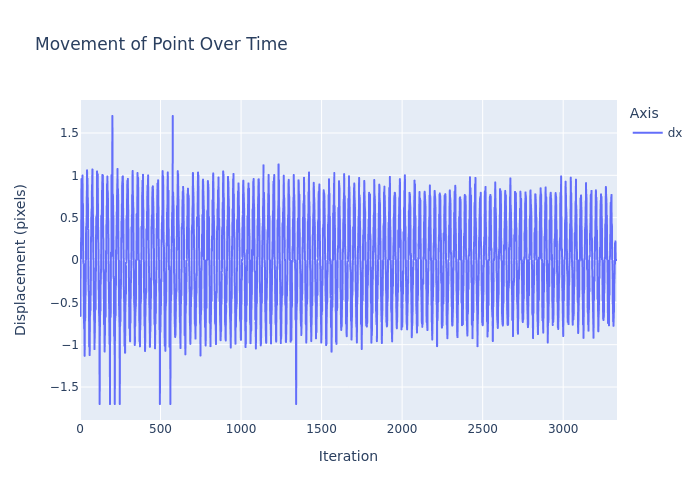 Movement of Point Over Time
Axis
dx
1.5
1
0.5
0
−0.5
−1
−1.5
Displacement (pixels)
0
500
1000
1500
2000
2500
3000
Iteration